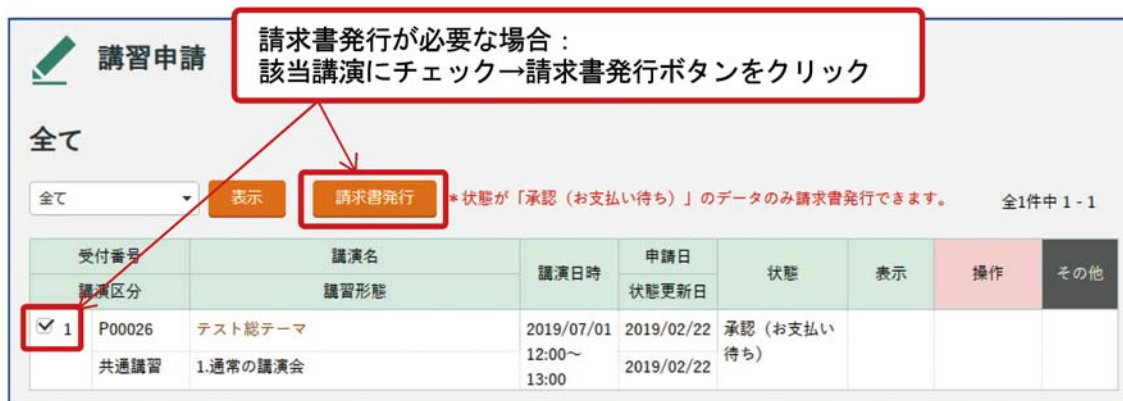 請求書発行が必要な場合：
該当講演にチェック→請求書発行ボタンをクリック
講習申請
全て
全て 表示 請求書発行 *状態が「承認（お支払い待ち）」のデータのみ請求書発行できます。 全1件中 1 - 1
受付番号 講演名 講演日時 申請日 状態 表示 操作 その他
講演区分 講習形態 状態更新日
1 P00026 テスト総テーマ 2019/07/01 2019/02/22 承認（お支払い
12:00～ 待ち）
共通講習 1.通常の講演会 2019/02/22
13:00